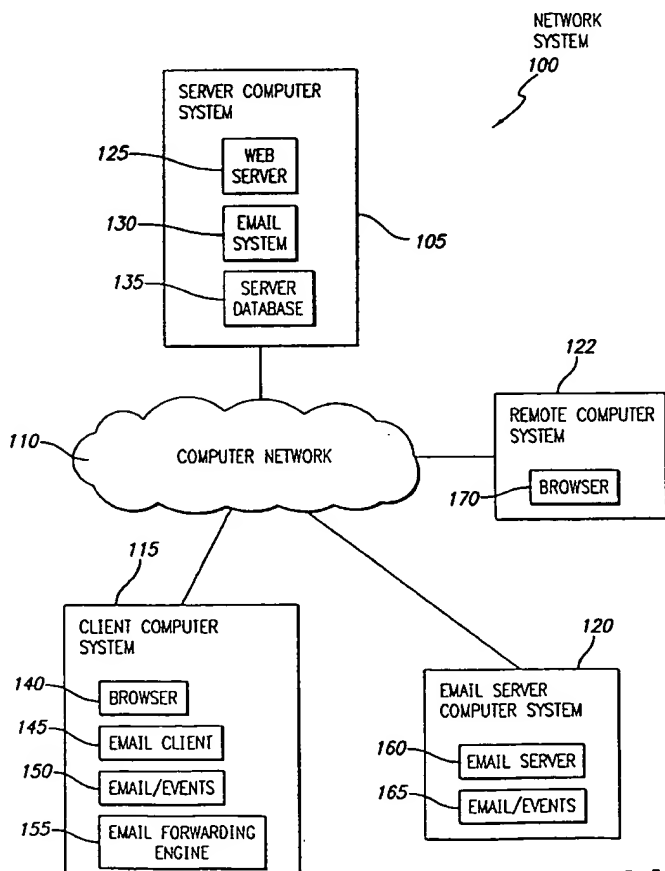 NETWORK
SYSTEM
100
SERVER COMPUTER
SYSTEM
125
WEB
SERVER
130
EMAIL
SYSTEM
105
135
SERVER
DATABASE
122
110
COMPUTER NETWORK
REMOTE COMPUTER
SYSTEM
170
BROWSER
115
CLIENT COMPUTER
SYSTEM
120
140
BROWSER
EMAIL SERVER
COMPUTER SYSTEM
145
EMAIL CLIENT
160
EMAIL SERVER
150
EMAIL/EVENTS
165
EMAIL/EVENTS
155
EMAIL FORWARDING
ENGINE